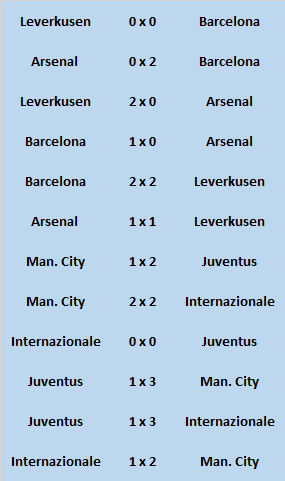 Leverkusen 0 x 0 Barcelona
Arsenal 0 x 2 Barcelona
Leverkusen 2 x 0 Arsenal
Barcelona 1 x 0 Arsenal
Barcelona 2 x 2 Leverkusen
Arsenal 1 x 1 Leverkusen
Man. City 1 x 2 Juventus
Man. City 2 x 2 Internazionale
Internazionale 0 x 0 Juventus
Juventus 1 x 3 Man. City
Juventus 1 x 3 Internazionale
Internazionale 1 x 2 Man. City